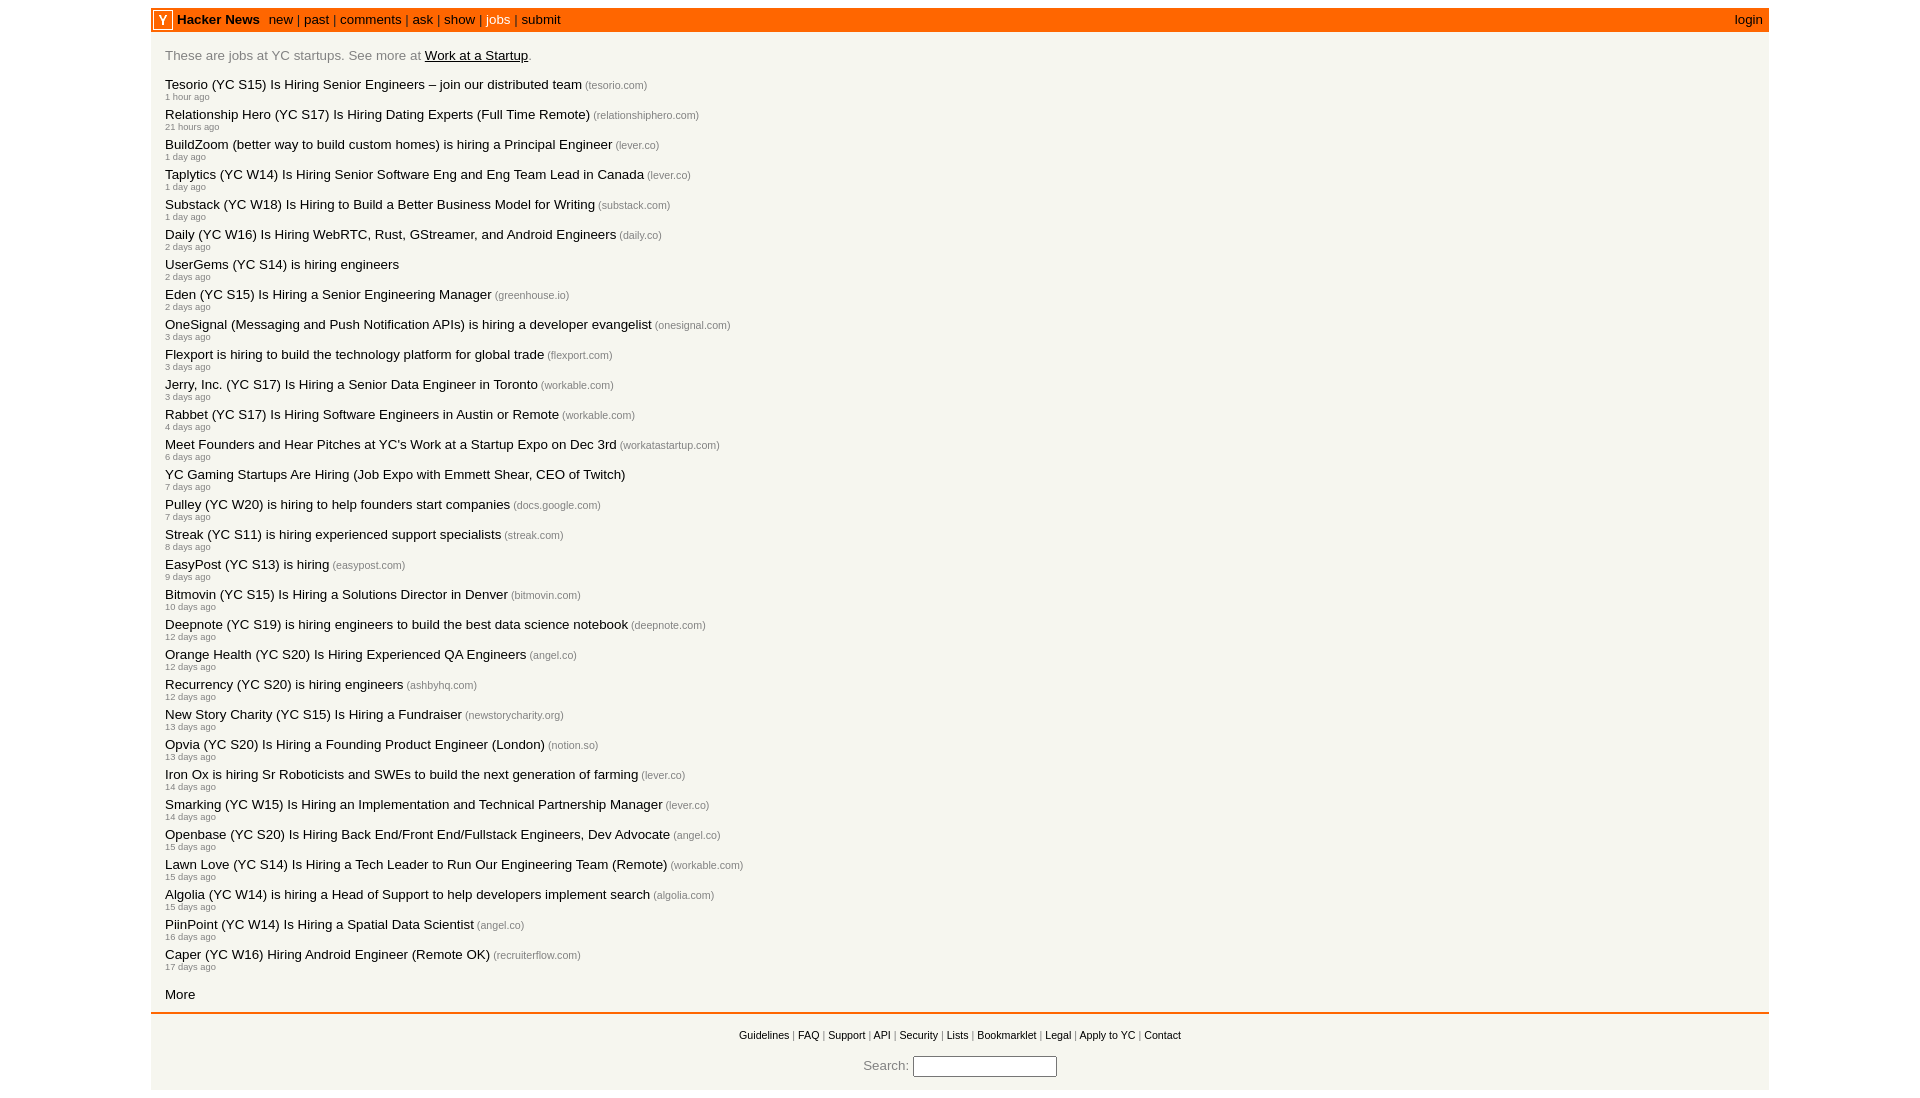 Y Hacker News new | past | comments | ask | show | jobs | submit login
These are jobs at YC startups. See more at Work at a Startup.
Tesorio (YC S15) Is Hiring Senior Engineers – join our distributed team (tesorio.com)
1 hour ago
Relationship Hero (YC S17) Is Hiring Dating Experts (Full Time Remote) (relationshiphero.com)
21 hours ago
BuildZoom (better way to build custom homes) is hiring a Principal Engineer (lever.co)
1 day ago
Taplytics (YC W14) Is Hiring Senior Software Eng and Eng Team Lead in Canada (lever.co)
1 day ago
Substack (YC W18) Is Hiring to Build a Better Business Model for Writing (substack.com)
1 day ago
Daily (YC W16) Is Hiring WebRTC, Rust, GStreamer, and Android Engineers (daily.co)
2 days ago
UserGems (YC S14) is hiring engineers
2 days ago
Eden (YC S15) Is Hiring a Senior Engineering Manager (greenhouse.io)
2 days ago
OneSignal (Messaging and Push Notification APIs) is hiring a developer evangelist (onesignal.com)
3 days ago
Flexport is hiring to build the technology platform for global trade (flexport.com)
3 days ago
Jerry, Inc. (YC S17) Is Hiring a Senior Data Engineer in Toronto (workable.com)
3 days ago
Rabbet (YC S17) Is Hiring Software Engineers in Austin or Remote (workable.com)
4 days ago
Meet Founders and Hear Pitches at YC's Work at a Startup Expo on Dec 3rd (workatastartup.com)
6 days ago
YC Gaming Startups Are Hiring (Job Expo with Emmett Shear, CEO of Twitch)
7 days ago
Pulley (YC W20) is hiring to help founders start companies (docs.google.com)
7 days ago
Streak (YC S11) is hiring experienced support specialists (streak.com)
8 days ago
EasyPost (YC S13) is hiring (easypost.com)
9 days ago
Bitmovin (YC S15) Is Hiring a Solutions Director in Denver (bitmovin.com)
10 days ago
Deepnote (YC S19) is hiring engineers to build the best data science notebook (deepnote.com)
12 days ago
Orange Health (YC S20) Is Hiring Experienced QA Engineers (angel.co)
12 days ago
Recurrency (YC S20) is hiring engineers (ashbyhq.com)
12 days ago
New Story Charity (YC S15) Is Hiring a Fundraiser (newstorycharity.org)
13 days ago
Opvia (YC S20) Is Hiring a Founding Product Engineer (London) (notion.so)
13 days ago
Iron Ox is hiring Sr Roboticists and SWEs to build the next generation of farming (lever.co)
14 days ago
Smarking (YC W15) Is Hiring an Implementation and Technical Partnership Manager (lever.co)
14 days ago
Openbase (YC S20) Is Hiring Back End/Front End/Fullstack Engineers, Dev Advocate (angel.co)
15 days ago
Lawn Love (YC S14) Is Hiring a Tech Leader to Run Our Engineering Team (Remote) (workable.com)
15 days ago
Algolia (YC W14) is hiring a Head of Support to help developers implement search (algolia.com)
15 days ago
PiinPoint (YC W14) Is Hiring a Spatial Data Scientist (angel.co)
16 days ago
Caper (YC W16) Hiring Android Engineer (Remote OK) (recruiterflow.com)
17 days ago
More
Guidelines | FAQ | Support | API | Security | Lists | Bookmarklet | Legal | Apply to YC | Contact
Search: